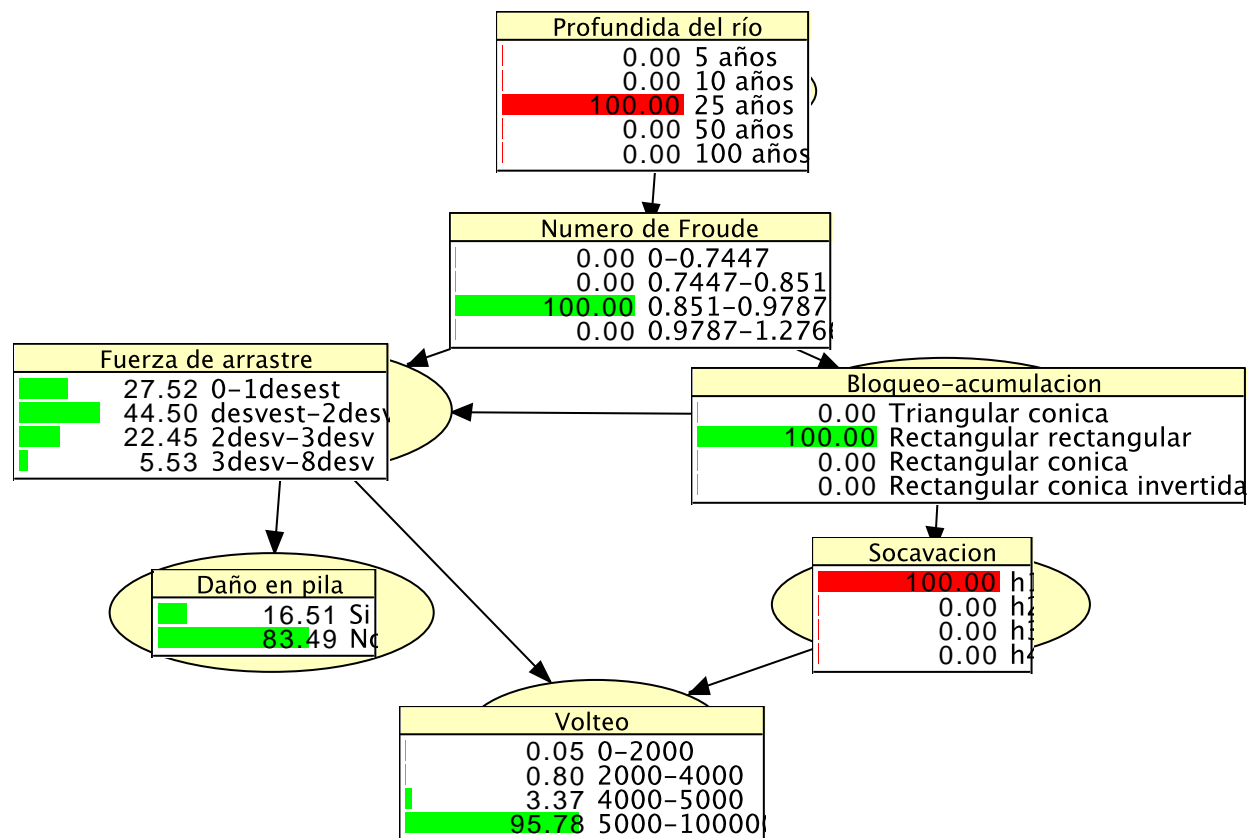 Profundida del río
0.00 5 años
0.00 10 años
100.00 25 años
0.00 50 años
0.00 100 años
Numero de Froude
0.00 0-0.7447
0.00 0.7447-0.851
100.00 0.851-0.9787
0.00 0.9787-1.276
Fuerza de arrastre
27.52 0-1desest
44.50 desvest-2desv
22.45 2desv-3desv
5.53 3desv-8desv
Bloqueo-acumulacion
0.00 Triangular conica
100.00 Rectangular rectangular
0.00 Rectangular conica
0.00 Rectangular conica invertida
Socavacion
100.00 h1
0.00 h2
0.00 h3
0.00 h4
Daño en pila
16.51 Si
83.49 No
Volteo
0.05 0-2000
0.80 2000-4000
3.37 4000-5000
95.78 5000-10000